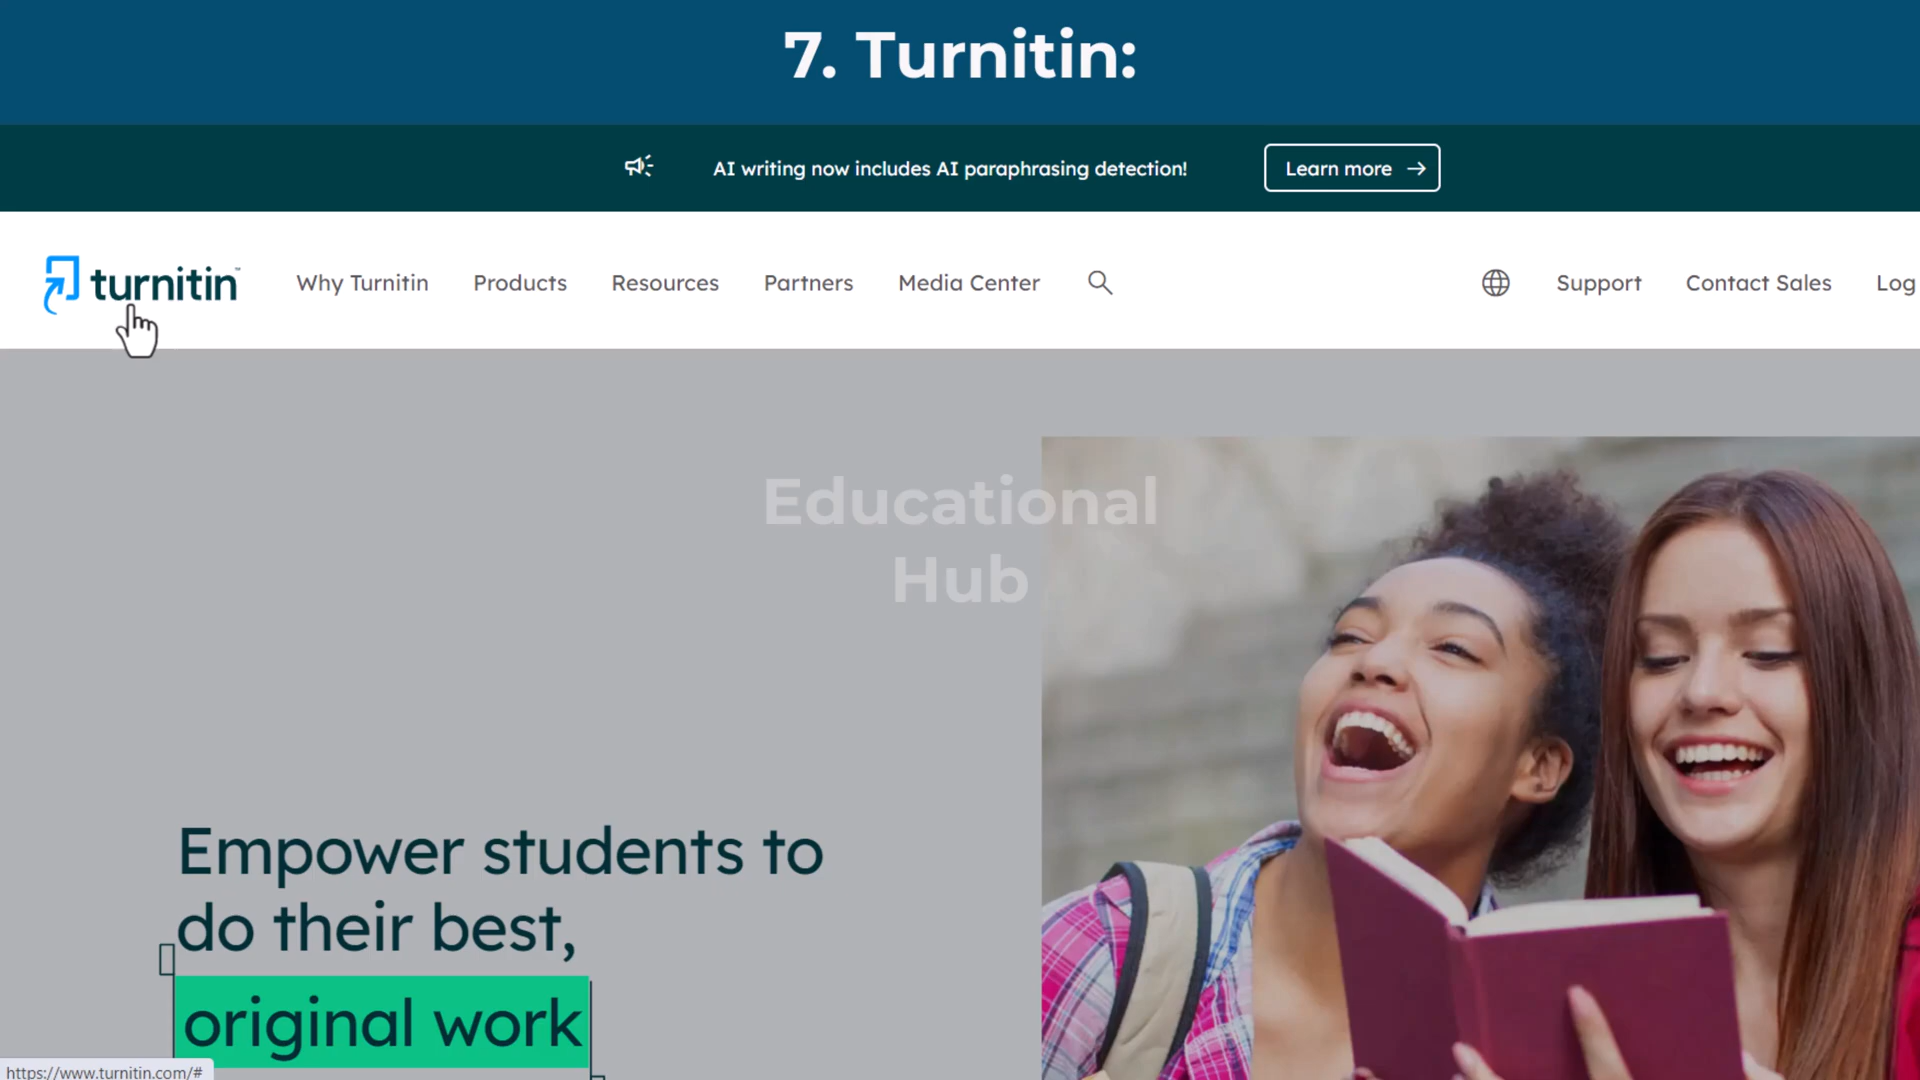 7. Turnitin:
AI writing now includes AI paraphrasing detection!
Learn more →
turnitin™
Why Turnitin
Products
Resources
Partners
Media Center
Support
Contact Sales
Log
Educational
Hub
Empower students to
do their best,
original work
https://www.turnitin.com/#